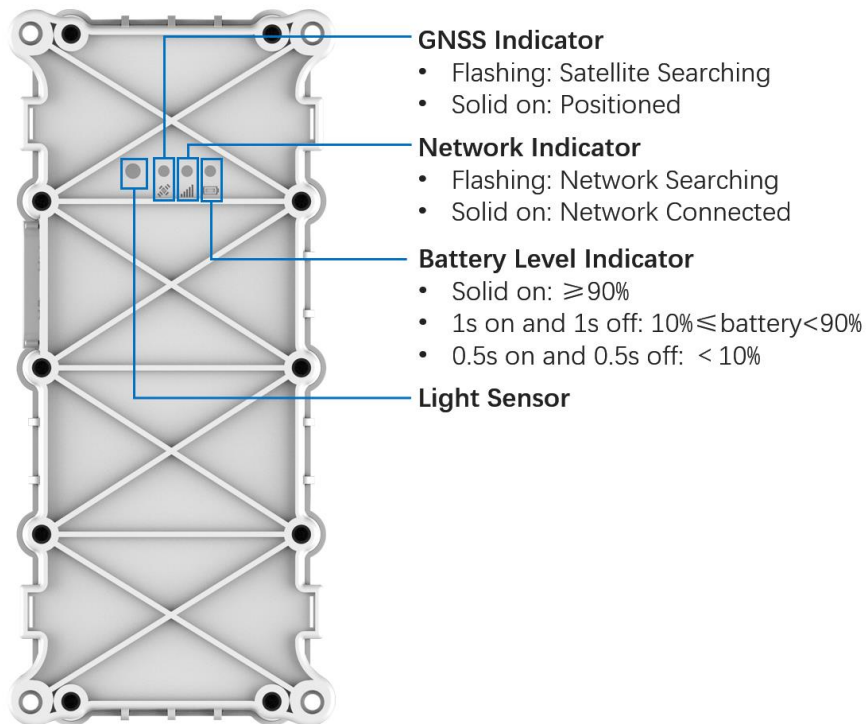 GNSS Indicator
• Flashing: Satellite Searching
• Solid on: Positioned
Network Indicator
• Flashing: Network Searching
• Solid on: Network Connected
Battery Level Indicator
• Solid on: ≥90%
• 1s on and 1s off: 10%≤battery<90%
• 0.5s on and 0.5s off: < 10%
Light Sensor